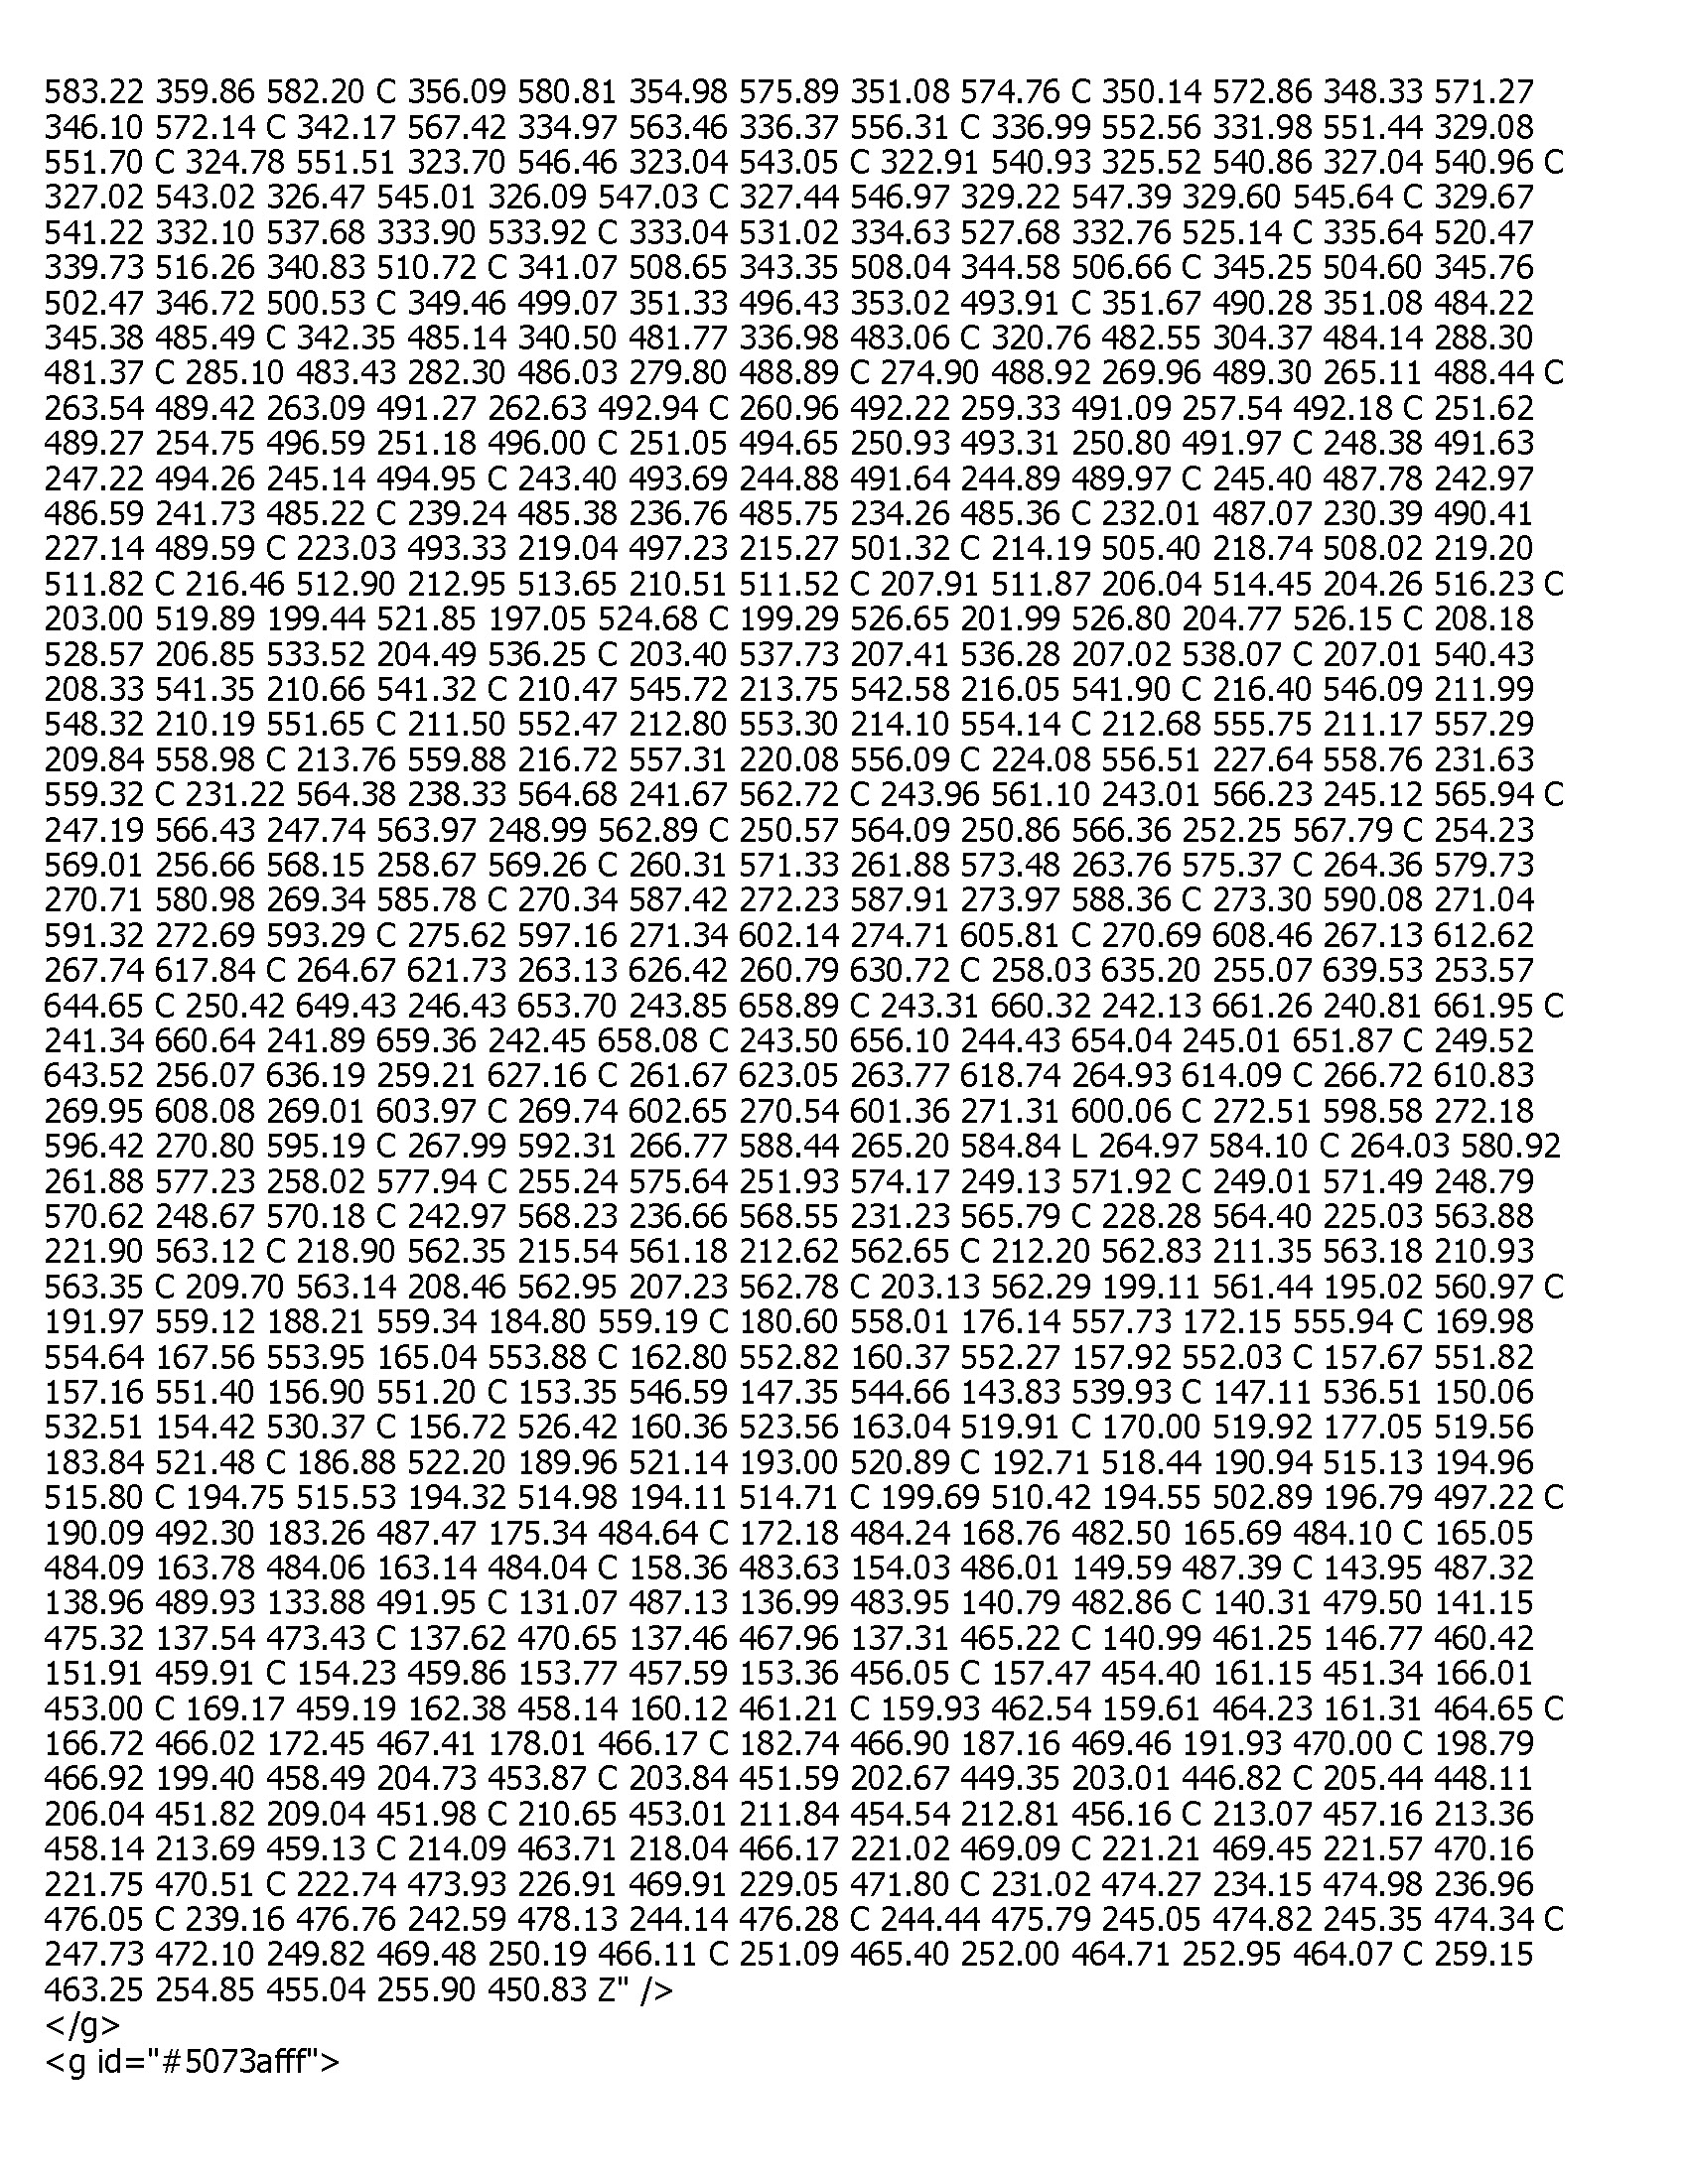 583.22 359.86 582.20 C 356.09 580.81 354.98 575.89 351.08 574.76 C 350.14 572.86 348.33 571.27
346.10 572.14 C 342.17 567.42 334.97 563.46 336.37 556.31 C 336.99 552.56 331.98 551.44 329.08
551.70 C 324.78 551.51 323.70 546.46 323.04 543.05 C 322.91 540.93 325.52 540.86 327.04 540.96 C
327.02 543.02 326.47 545.01 326.09 547.03 C 327.44 546.97 329.22 547.39 329.60 545.64 C 329.67
541.22 332.10 537.68 333.90 533.92 C 333.04 531.02 334.63 527.68 332.76 525.14 C 335.64 520.47
339.73 516.26 340.83 510.72 C 341.07 508.65 343.35 508.04 344.58 506.66 C 345.25 504.60 345.76
502.47 346.72 500.53 C 349.46 499.07 351.33 496.43 353.02 493.91 C 351.67 490.28 351.08 484.22
345.38 485.49 C 342.35 485.14 340.50 481.77 336.98 483.06 C 320.76 482.55 304.37 484.14 288.30
481.37 C 285.10 483.43 282.30 486.03 279.80 488.89 C 274.90 488.92 269.96 489.30 265.11 488.44 C
263.54 489.42 263.09 491.27 262.63 492.94 C 260.96 492.22 259.33 491.09 257.54 492.18 C 251.62
489.27 254.75 496.59 251.18 496.00 C 251.05 494.65 250.93 493.31 250.80 491.97 C 248.38 491.63
247.22 494.26 245.14 494.95 C 243.40 493.69 244.88 491.64 244.89 489.97 C 245.40 487.78 242.97
486.59 241.73 485.22 C 239.24 485.38 236.76 485.75 234.26 485.36 C 232.01 487.07 230.39 490.41
227.14 489.59 C 223.03 493.33 219.04 497.23 215.27 501.32 C 214.19 505.40 218.74 508.02 219.20
511.82 C 216.46 512.90 212.95 513.65 210.51 511.52 C 207.91 511.87 206.04 514.45 204.26 516.23 C
203.00 519.89 199.44 521.85 197.05 524.68 C 199.29 526.65 201.99 526.80 204.77 526.15 C 208.18
528.57 206.85 533.52 204.49 536.25 C 203.40 537.73 207.41 536.28 207.02 538.07 C 207.01 540.43
208.33 541.35 210.66 541.32 C 210.47 545.72 213.75 542.58 216.05 541.90 C 216.40 546.09 211.99
548.32 210.19 551.65 C 211.50 552.47 212.80 553.30 214.10 554.14 C 212.68 555.75 211.17 557.29
209.84 558.98 C 213.76 559.88 216.72 557.31 220.08 556.09 C 224.08 556.51 227.64 558.76 231.63
559.32 C 231.22 564.38 238.33 564.68 241.67 562.72 C 243.96 561.10 243.01 566.23 245.12 565.94 C
247.19 566.43 247.74 563.97 248.99 562.89 C 250.57 564.09 250.86 566.36 252.25 567.79 C 254.23
569.01 256.66 568.15 258.67 569.26 C 260.31 571.33 261.88 573.48 263.76 575.37 C 264.36 579.73
270.71 580.98 269.34 585.78 C 270.34 587.42 272.23 587.91 273.97 588.36 C 273.30 590.08 271.04
591.32 272.69 593.29 C 275.62 597.16 271.34 602.14 274.71 605.81 C 270.69 608.46 267.13 612.62
267.74 617.84 C 264.67 621.73 263.13 626.42 260.79 630.72 C 258.03 635.20 255.07 639.53 253.57
644.65 C 250.42 649.43 246.43 653.70 243.85 658.89 C 243.31 660.32 242.13 661.26 240.81 661.95 C
241.34 660.64 241.89 659.36 242.45 658.08 C 243.50 656.10 244.43 654.04 245.01 651.87 C 249.52
643.52 256.07 636.19 259.21 627.16 C 261.67 623.05 263.77 618.74 264.93 614.09 C 266.72 610.83
269.95 608.08 269.01 603.97 C 269.74 602.65 270.54 601.36 271.31 600.06 C 272.51 598.58 272.18
596.42 270.80 595.19 C 267.99 592.31 266.77 588.44 265.20 584.84 L 264.97 584.10 C 264.03 580.92
261.88 577.23 258.02 577.94 C 255.24 575.64 251.93 574.17 249.13 571.92 C 249.01 571.49 248.79
570.62 248.67 570.18 C 242.97 568.23 236.66 568.55 231.23 565.79 C 228.28 564.40 225.03 563.88
221.90 563.12 C 218.90 562.35 215.54 561.18 212.62 562.65 C 212.20 562.83 211.35 563.18 210.93
563.35 C 209.70 563.14 208.46 562.95 207.23 562.78 C 203.13 562.29 199.11 561.44 195.02 560.97 C
191.97 559.12 188.21 559.34 184.80 559.19 C 180.60 558.01 176.14 557.73 172.15 555.94 C 169.98
554.64 167.56 553.95 165.04 553.88 C 162.80 552.82 160.37 552.27 157.92 552.03 C 157.67 551.82
157.16 551.40 156.90 551.20 C 153.35 546.59 147.35 544.66 143.83 539.93 C 147.11 536.51 150.06
532.51 154.42 530.37 C 156.72 526.42 160.36 523.56 163.04 519.91 C 170.00 519.92 177.05 519.56
183.84 521.48 C 186.88 522.20 189.96 521.14 193.00 520.89 C 192.71 518.44 190.94 515.13 194.96
515.80 C 194.75 515.53 194.32 514.98 194.11 514.71 C 199.69 510.42 194.55 502.89 196.79 497.22 C
190.09 492.30 183.26 487.47 175.34 484.64 C 172.18 484.24 168.76 482.50 165.69 484.10 C 165.05
484.09 163.78 484.06 163.14 484.04 C 158.36 483.63 154.03 486.01 149.59 487.39 C 143.95 487.32
138.96 489.93 133.88 491.95 C 131.07 487.13 136.99 483.95 140.79 482.86 C 140.31 479.50 141.15
475.32 137.54 473.43 C 137.62 470.65 137.46 467.96 137.31 465.22 C 140.99 461.25 146.77 460.42
151.91 459.91 C 154.23 459.86 153.77 457.59 153.36 456.05 C 157.47 454.40 161.15 451.34 166.01
453.00 C 169.17 459.19 162.38 458.14 160.12 461.21 C 159.93 462.54 159.61 464.23 161.31 464.65 C
166.72 466.02 172.45 467.41 178.01 466.17 C 182.74 466.90 187.16 469.46 191.93 470.00 C 198.79
466.92 199.40 458.49 204.73 453.87 C 203.84 451.59 202.67 449.35 203.01 446.82 C 205.44 448.11
206.04 451.82 209.04 451.98 C 210.65 453.01 211.84 454.54 212.81 456.16 C 213.07 457.16 213.36
458.14 213.69 459.13 C 214.09 463.71 218.04 466.17 221.02 469.09 C 221.21 469.45 221.57 470.16
221.75 470.51 C 222.74 473.93 226.91 469.91 229.05 471.80 C 231.02 474.27 234.15 474.98 236.96
476.05 C 239.16 476.76 242.59 478.13 244.14 476.28 C 244.44 475.79 245.05 474.82 245.35 474.34 C
247.73 472.10 249.82 469.48 250.19 466.11 C 251.09 465.40 252.00 464.71 252.95 464.07 C 259.15
463.25 254.85 455.04 255.90 450.83 Z" />
</g>
<g id="#5073afff">